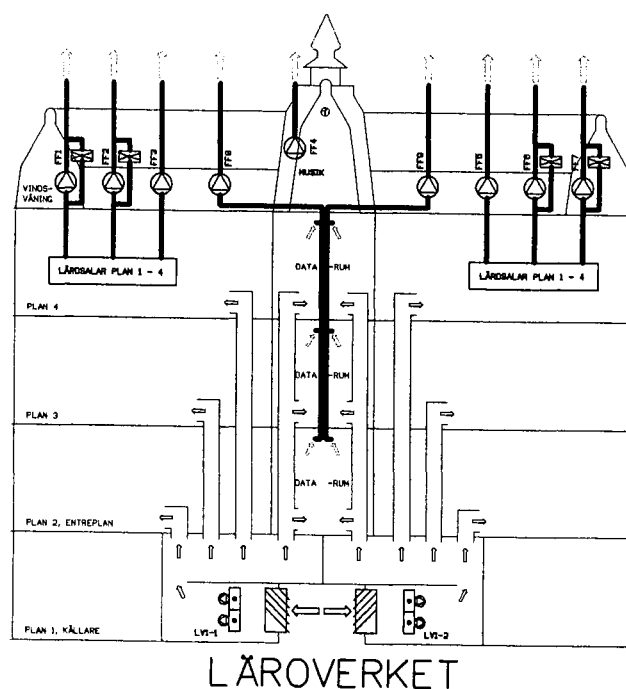 FF1
FF2
FF3
FF8
FF4
FF9
FF5
FF6
MUSIK
VINDS-
VÅNING
LÄROSALAR PLAN 1 - 4
LÄROSALAR PLAN 1 - 4
DATA -RUM
PLAN 4
DATA -RUM
PLAN 3
DATA -RUM
PLAN 2, ENTREPLAN
LVI-1
LVI-2
PLAN 1, KÄLLARE
LÄROVERKET